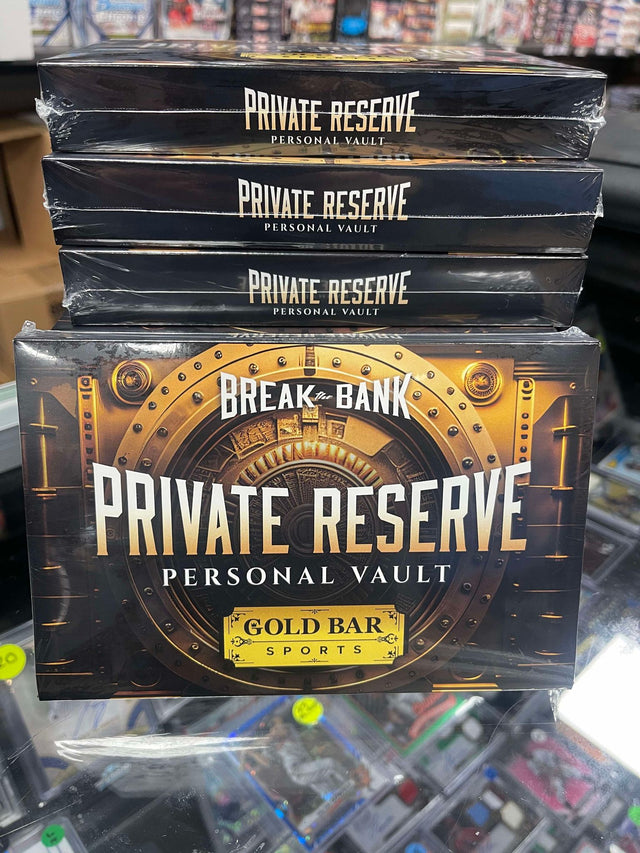 PRIVATE RESERVE
PERSONAL VAULT
PRIVATE RESERVE
PERSONAL VAULT
PRIVATE RESERVE
PERSONAL VAULT
BREAK the BANK
PRIVATE RESERVE
PERSONAL VAULT
GOLD BAR
SPORTS